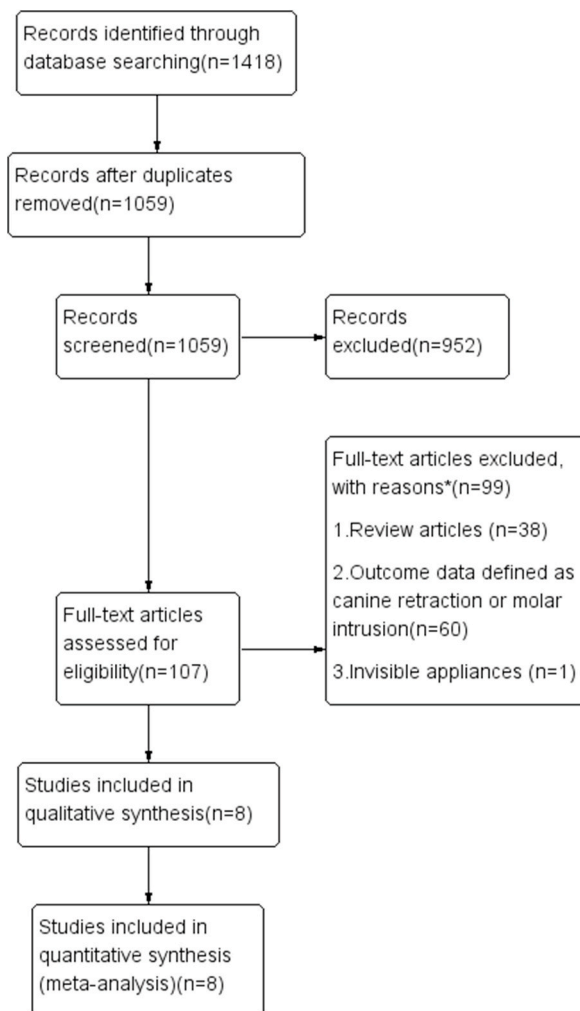 Records identified through
database searching(n=1418)
Records after duplicates
removed(n=1059)
Records
screened(n=1059)
Records
excluded(n=952)
Full-text articles excluded,
with reasons*(n=99)
1.Review articles (n=38)
2.Outcome data defined as
canine retraction or molar
intrusion(n=60)
3.Invisible appliances (n=1)
Full-text articles
assessed for
eligibility(n=107)
Studies included in
qualitative synthesis(n=8)
Studies included in
quantitative synthesis
(meta-analysis)(n=8)